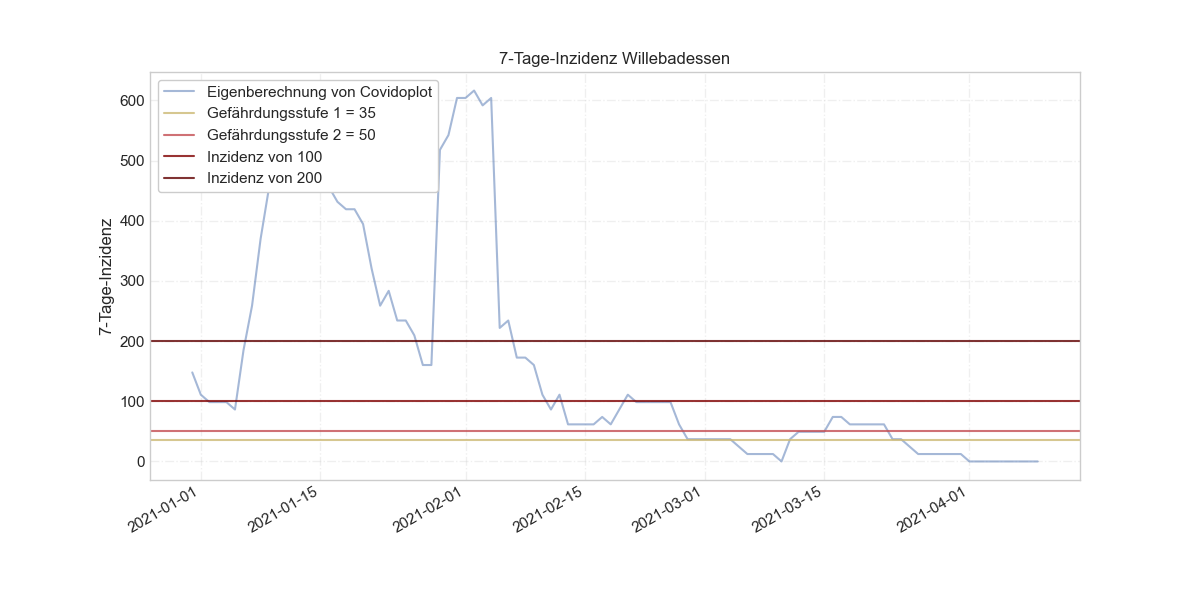 7-Tage-Inzidenz Willebadessen
Eigenberechnung von Covidoplot
Gefährdungsstufe 1 = 35
Gefährdungsstufe 2 = 50
Inzidenz von 100
Inzidenz von 200
7-Tage-Inzidenz
600
500
400
300
200
100
0
2021-01-01
2021-01-15
2021-02-01
2021-02-15
2021-03-01
2021-03-15
2021-04-01